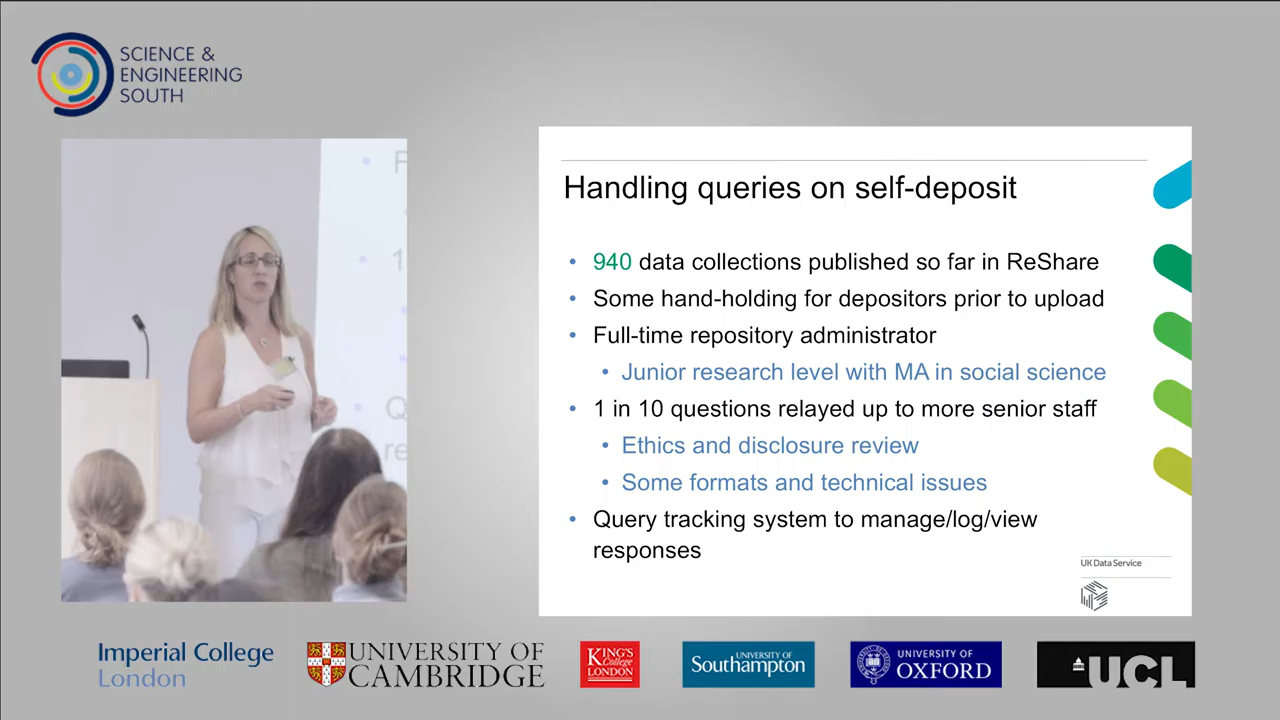 SCIENCE &
ENGINEERING
SOUTH
Handling queries on self-deposit
• 940 data collections published so far in ReShare
• Some hand-holding for depositors prior to upload
• Full-time repository administrator
• Junior research level with MA in social science
• 1 in 10 questions relayed up to more senior staff
• Ethics and disclosure review
• Some formats and technical issues
• Query tracking system to manage/log/view
responses
UK Data Service
Imperial College
London
UNIVERSITY OF
CAMBRIDGE
KING'S
College
LONDON
UNIVERSITY OF
Southampton
UNIVERSITY OF
OXFORD
UCL